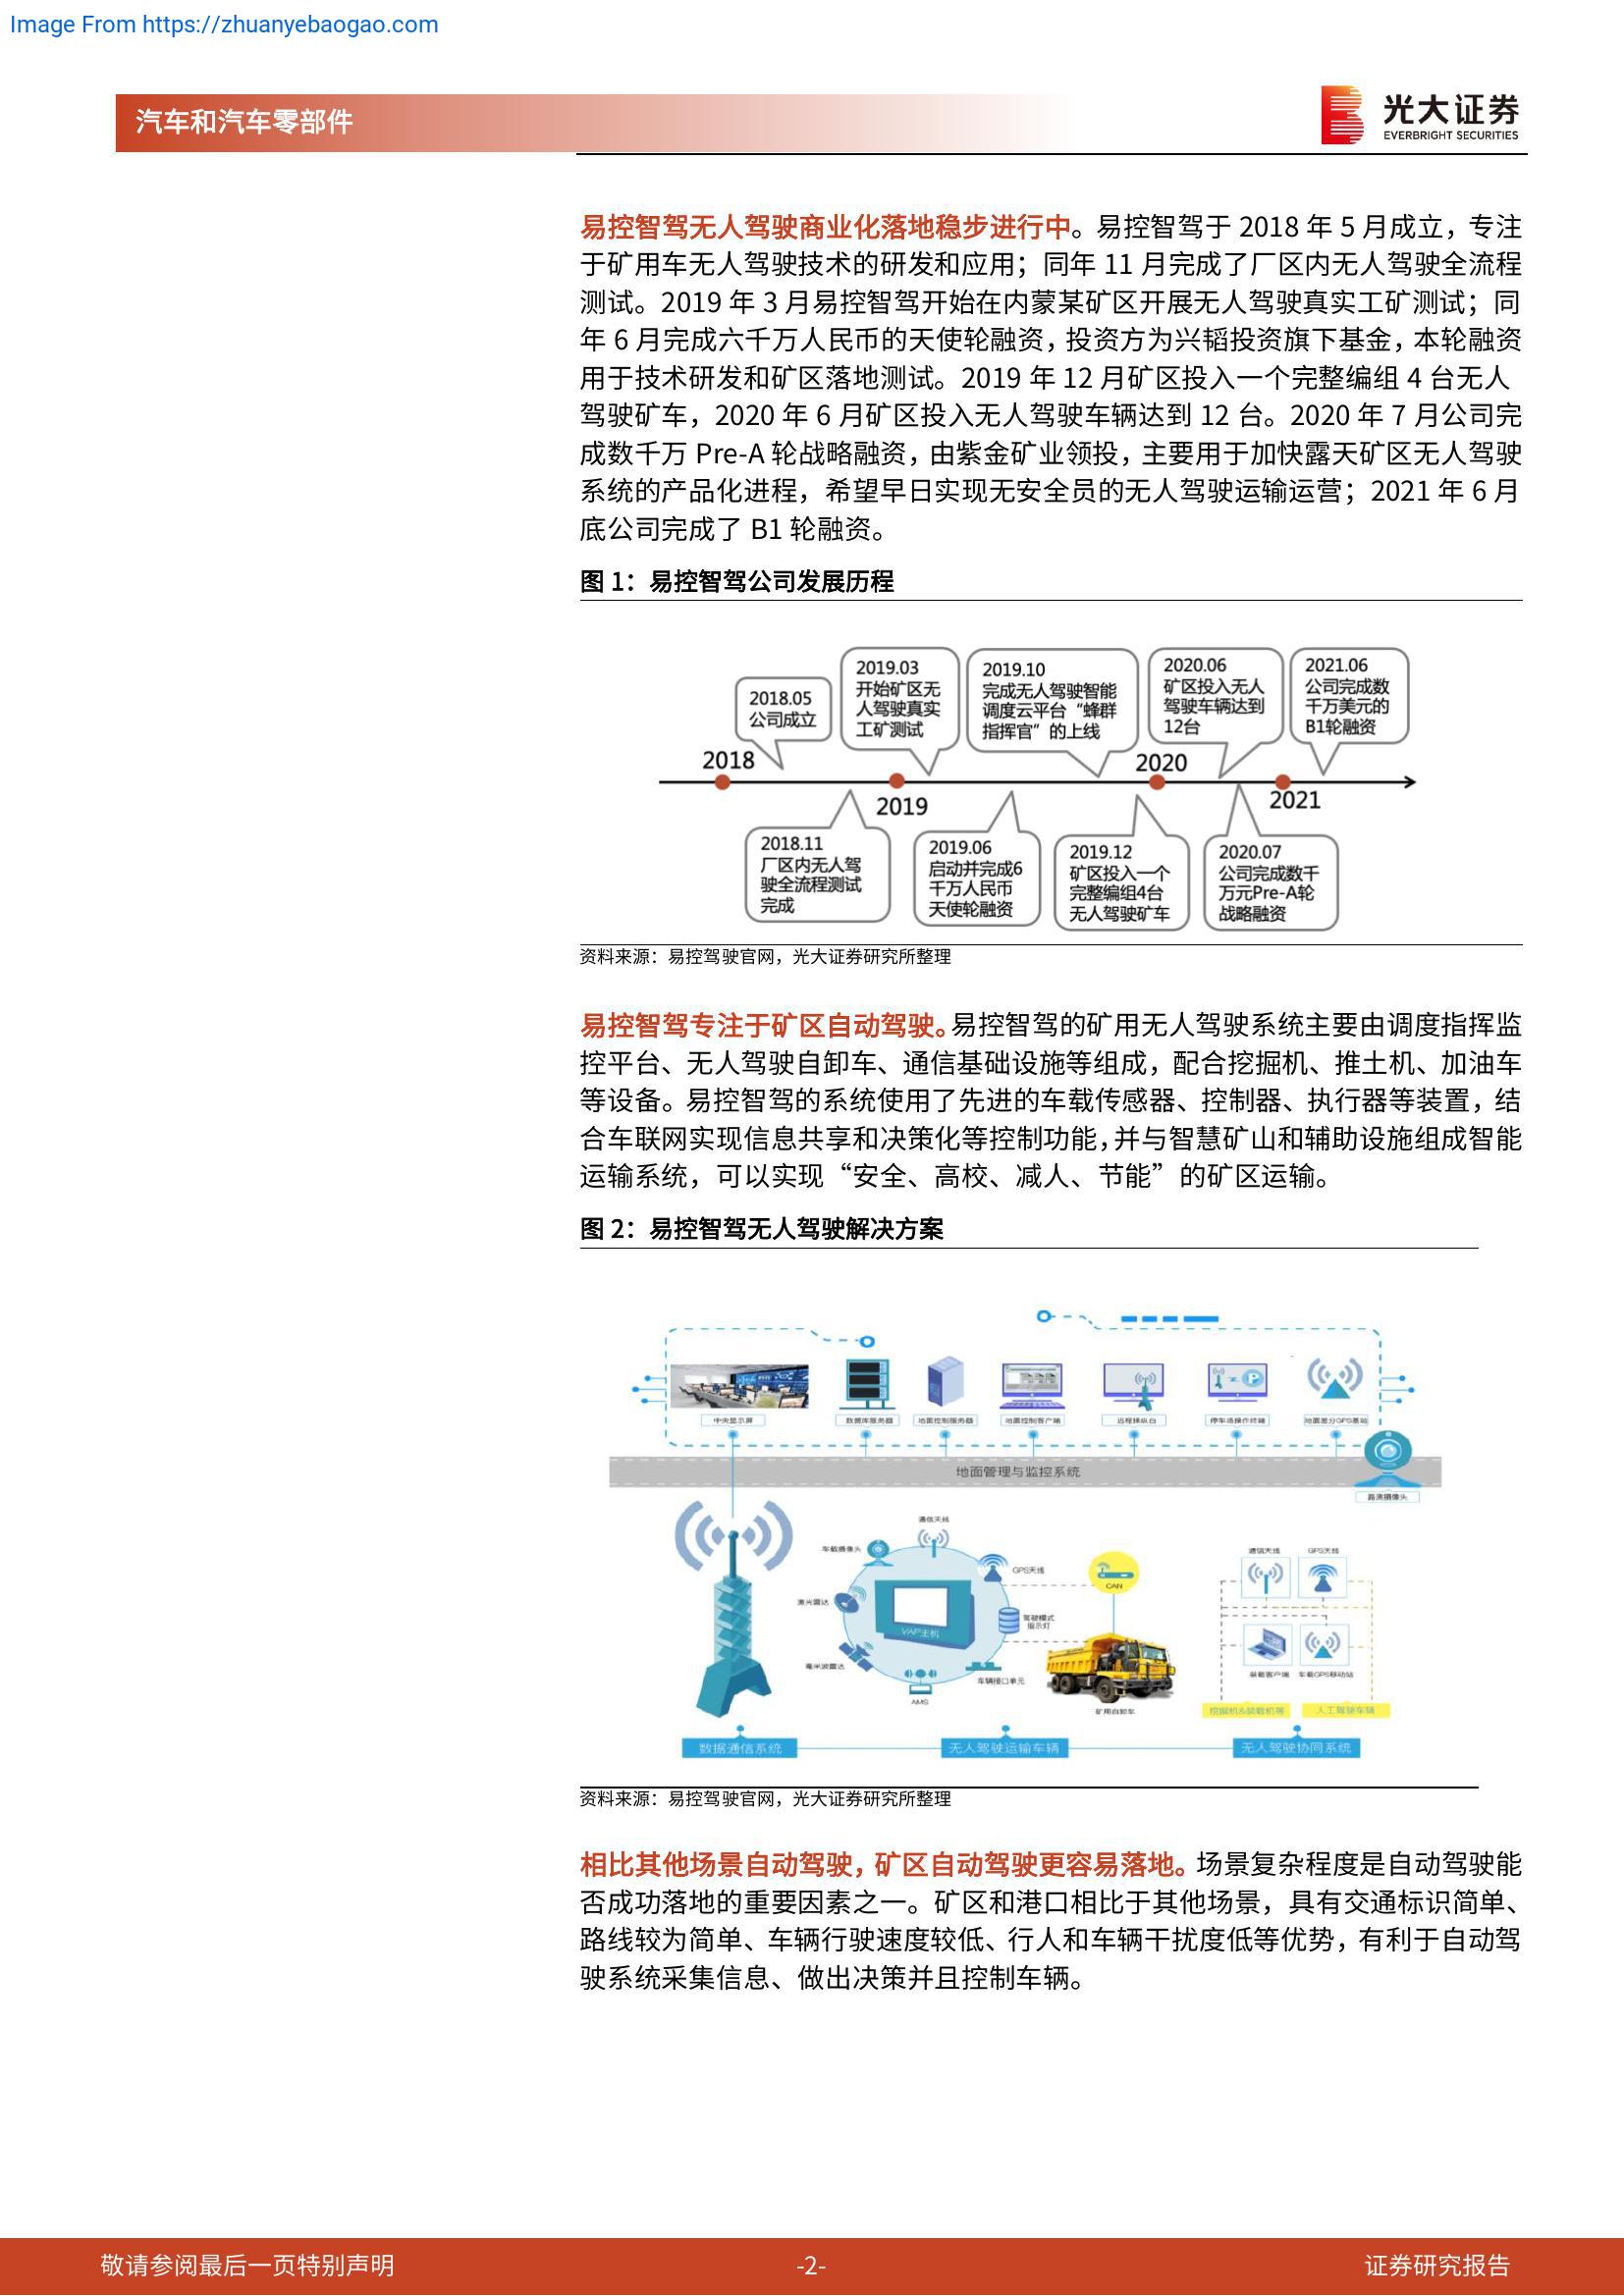 Image From https://zhuanyebaogao.com
汽车和汽车零部件
光大证券
EVERBRIGHT SECURITIES
易控智驾无人驾驶商业化落地稳步进行中。易控智驾于 2018 年 5 月成立，专注
于矿用车无人驾驶技术的研发和应用；同年 11 月完成了厂区内无人驾驶全流程
测试。2019 年 3 月易控智驾开始在内蒙某矿区开展无人驾驶真实工矿测试；同
年 6 月完成六千万人民币的天使轮融资，投资方为兴韬投资旗下基金，本轮融资
用于技术研发和矿区落地测试。2019 年 12 月矿区投入一个完整编组 4 台无人
驾驶矿车，2020 年 6 月矿区投入无人驾驶车辆达到 12 台。2020 年 7 月公司完
成数千万 Pre-A 轮战略融资，由紫金矿业领投，主要用于加快露天矿区无人驾驶
系统的产品化进程，希望早日实现无安全员的无人驾驶运输运营；2021 年 6 月
底公司完成了 B1 轮融资。
图 1：易控智驾公司发展历程
2018.05
公司成立
2019.03
开始矿区无
人驾驶真实
工矿测试
2019.10
完成无人驾驶智能
调度云平台“蜂群
指挥官”的上线
2020.06
矿区投入无人
驾驶车辆达到
12台
2021.06
公司完成数
千万美元的
B1轮融资
2018
2019
2020
2021
2018.11
厂区内无人驾
驶全流程测试
完成
2019.06
启动并完成6
千万人民币
天使轮融资
2019.12
矿区投入一个
完整编组4台
无人驾驶矿车
2020.07
公司完成数千
万元Pre-A轮
战略融资
资料来源：易控驾驶官网，光大证券研究所整理
易控智驾专注于矿区自动驾驶。易控智驾的矿用无人驾驶系统主要由调度指挥监
控平台、无人驾驶自卸车、通信基础设施等组成，配合挖掘机、推土机、加油车
等设备。易控智驾的系统使用了先进的车载传感器、控制器、执行器等装置，结
合车联网实现信息共享和决策化等控制功能，并与智慧矿山和辅助设施组成智能
运输系统，可以实现“安全、高校、减人、节能”的矿区运输。
图 2：易控智驾无人驾驶解决方案
中央显示屏
数据库服务器
地面控制服务器
地面控制客户端
远程操纵台
停车场操作终端
地面差分GPS基站
地面管理与监控系统
高清摄像头
通信天线
车载摄像头
GPS天线
CAN
激光雷达
VAP主机
驾驶模式
指示灯
毫米波雷达
车辆接口单元
AMS
矿用自卸车
通信天线
GPS天线
装载客户端
车载GPS移动站
挖掘机&装载机等
人工驾驶车辆
数据通信系统
无人驾驶运输车辆
无人驾驶协同系统
资料来源：易控驾驶官网，光大证券研究所整理
相比其他场景自动驾驶，矿区自动驾驶更容易落地。场景复杂程度是自动驾驶能
否成功落地的重要因素之一。矿区和港口相比于其他场景，具有交通标识简单、
路线较为简单、车辆行驶速度较低、行人和车辆干扰度低等优势，有利于自动驾
驶系统采集信息、做出决策并且控制车辆。
敬请参阅最后一页特别声明
-2-
证券研究报告